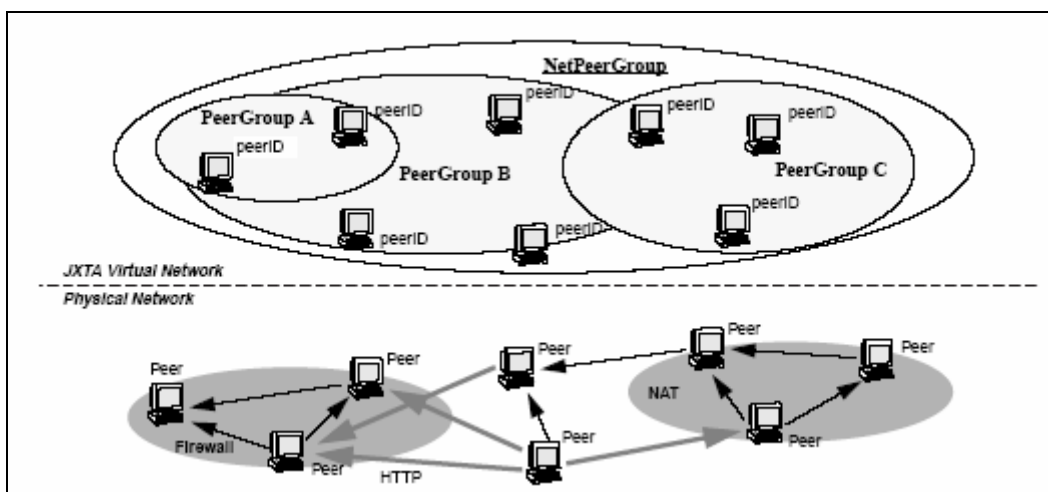 NetPeerGroup
peerID
peerID
PeerGroup A
peerID
peerID
peerID
peerID
PeerGroup B
PeerGroup C
peerID
peerID
peerID
JXTA Virtual Network
Physical Network
Peer
Peer
Peer
Peer
Peer
NAT
Firewall
Peer
HTTP
Peer
Peer